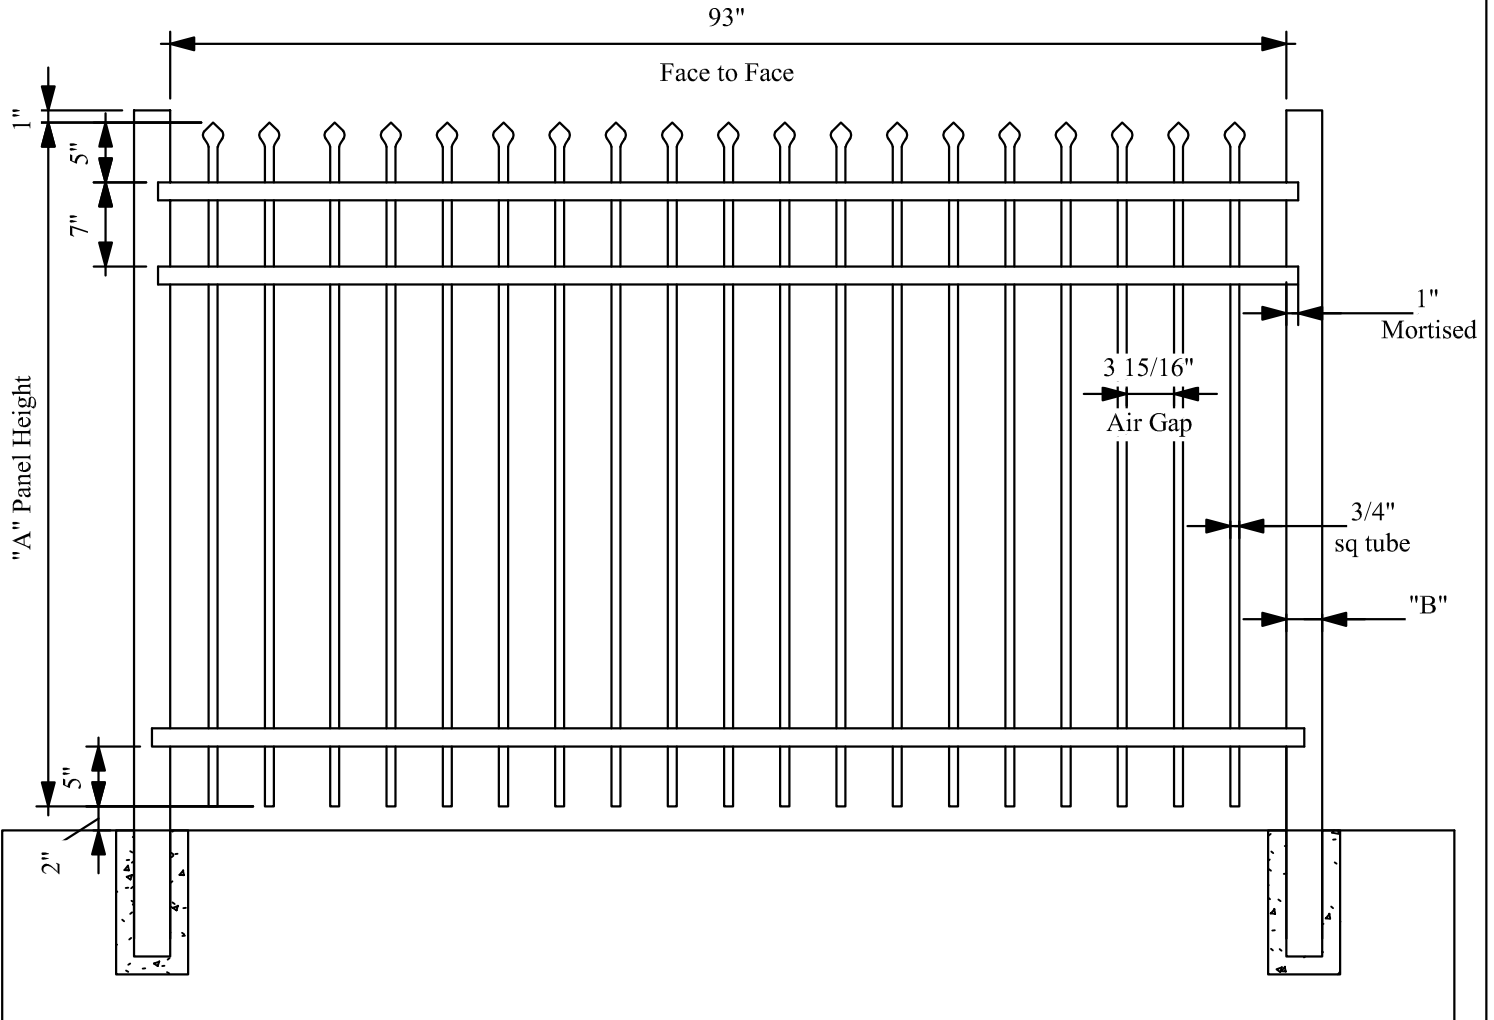 93"
Face to Face
1"
5"
7"
"A" Panel Height
1"
Mortised
3 15/16"
Air Gap
3/4"
sq tube
"B"
5"
2"